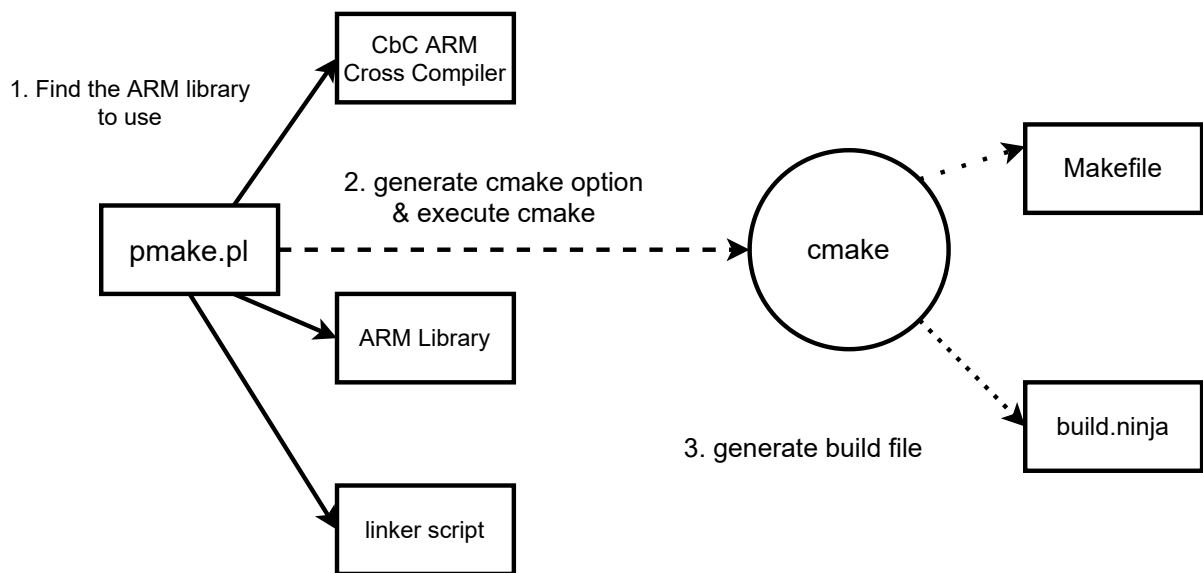 CbC ARM
Cross Compiler
1. Find the ARM library
to use
2. generate cmake option
& execute cmake
Makefile
pmake.pl
cmake
ARM Library
build.ninja
3. generate build file
linker script